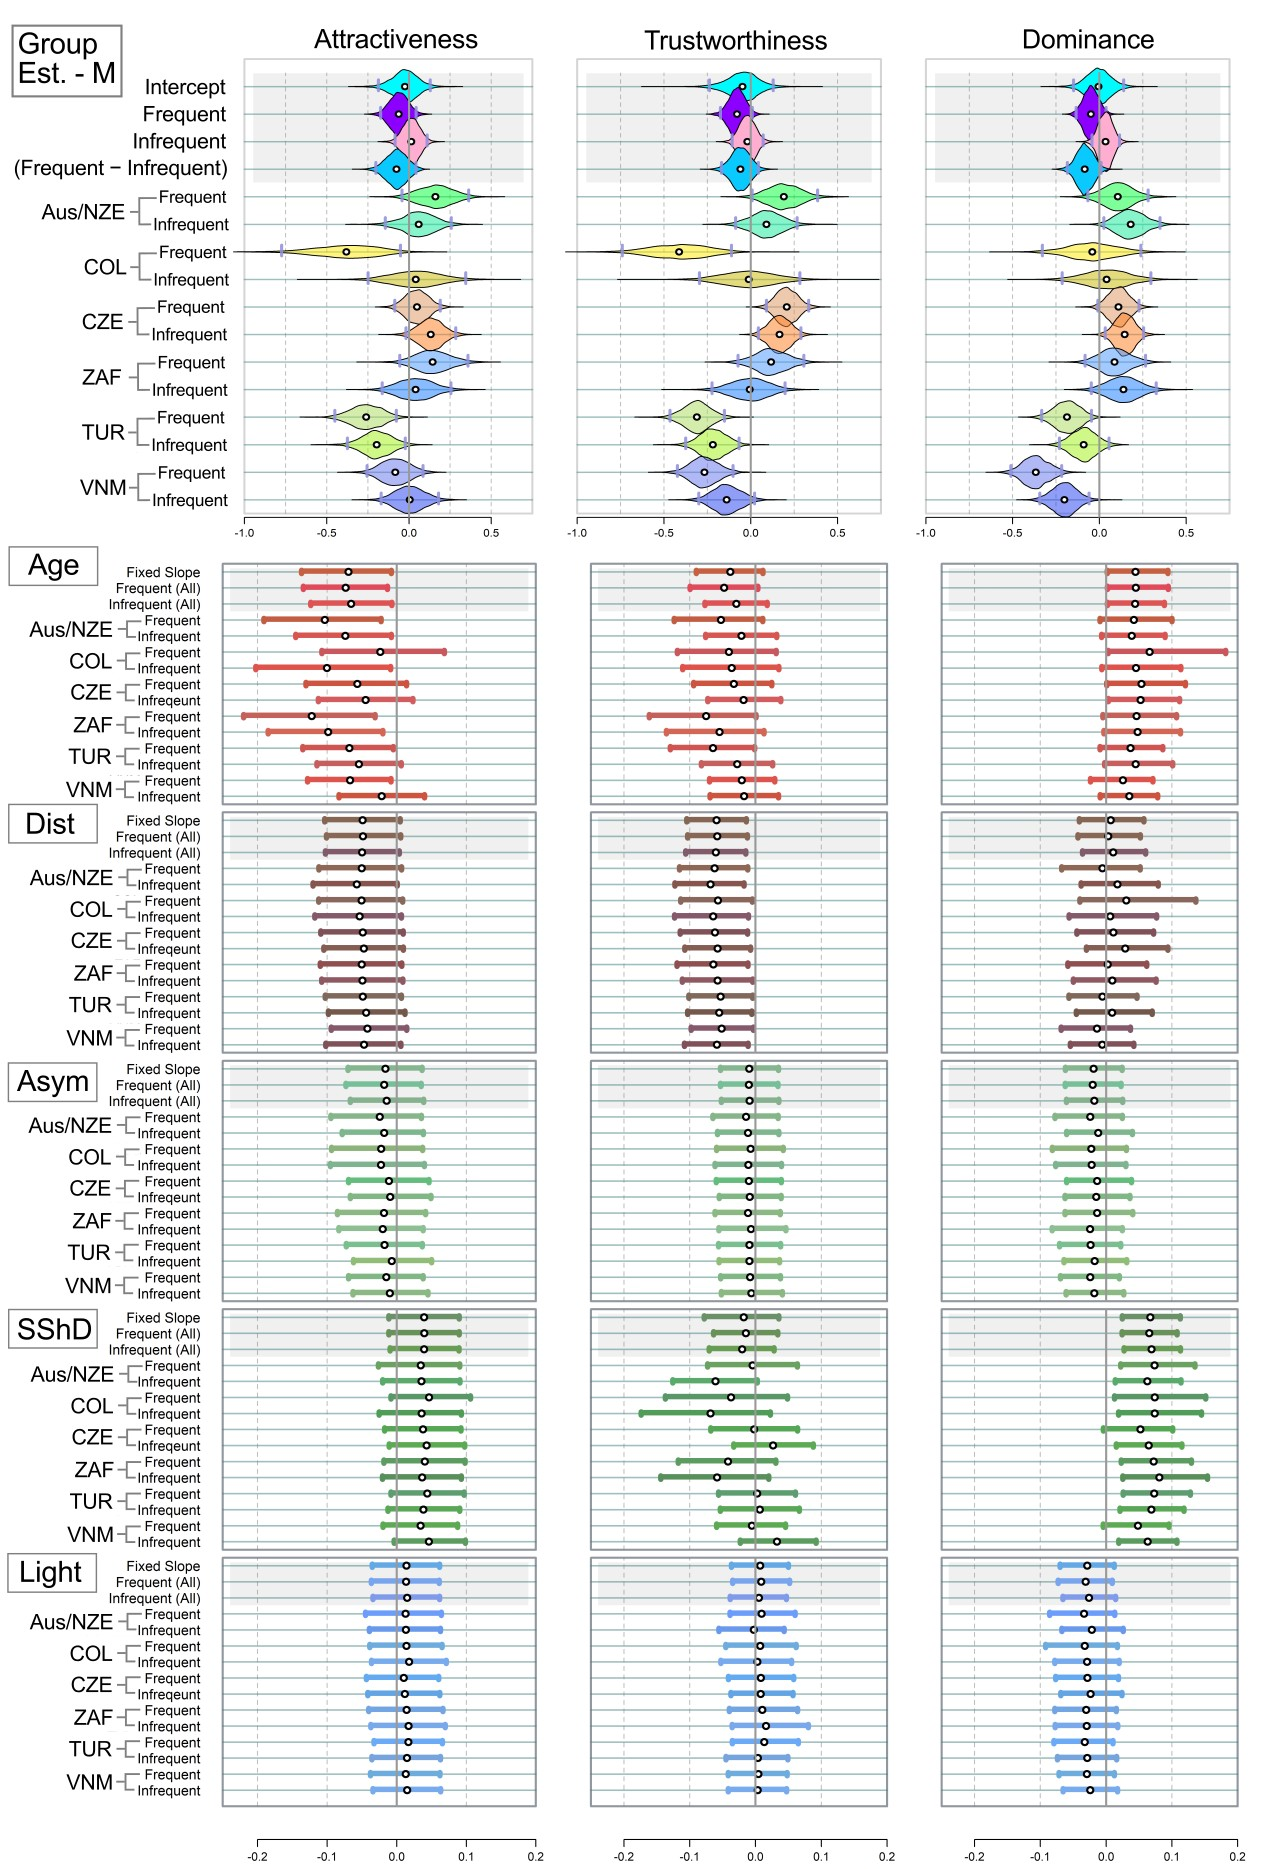 Group
Est. - M
Attractiveness Trustworthiness Dominance
Intercept
Frequent
Infrequent
(Frequent − Infrequent)
Aus/NZE
Frequent
Infrequent
COL
Frequent
Infrequent
CZE
Frequent
Infrequent
ZAF
Frequent
Infrequent
TUR
Frequent
Infrequent
VNM
Frequent
Infrequent
-1.0 -0.5 0.0 0.5 -1.0 -0.5 0.0 0.5 -1.0 -0.5 0.0 0.5
Age
Fixed Slope
Frequent (All)
Infrequent (All)
Aus/NZE
Frequent
Infrequent
COL
Frequent
Infrequent
CZE
Frequent
Infreqeunt
ZAF
Frequent
Infrequent
TUR
Frequent
Infrequent
VNM
Frequent
Infrequent
Dist
Fixed Slope
Frequent (All)
Infrequent (All)
Aus/NZE
Frequent
Infrequent
COL
Frequent
Infrequent
CZE
Frequent
Infreqeunt
ZAF
Frequent
Infrequent
TUR
Frequent
Infrequent
VNM
Frequent
Infrequent
Asym
Fixed Slope
Frequent (All)
Infrequent (All)
Aus/NZE
Frequent
Infrequent
COL
Frequent
Infrequent
CZE
Frequent
Infreqeunt
ZAF
Frequent
Infrequent
TUR
Frequent
Infrequent
VNM
Frequent
Infrequent
SShD
Fixed Slope
Frequent (All)
Infrequent (All)
Aus/NZE
Frequent
Infrequent
COL
Frequent
Infrequent
CZE
Frequent
Infreqeunt
ZAF
Frequent
Infrequent
TUR
Frequent
Infrequent
VNM
Frequent
Infrequent
Light
Fixed Slope
Frequent (All)
Infrequent (All)
Aus/NZE
Frequent
Infrequent
COL
Frequent
Infrequent
CZE
Frequent
Infreqeunt
ZAF
Frequent
Infrequent
TUR
Frequent
Infrequent
VNM
Frequent
Infrequent
-0.2 -0.1 0.0 0.1 0.2 -0.2 -0.1 0.0 0.1 0.2 -0.2 -0.1 0.0 0.1 0.2